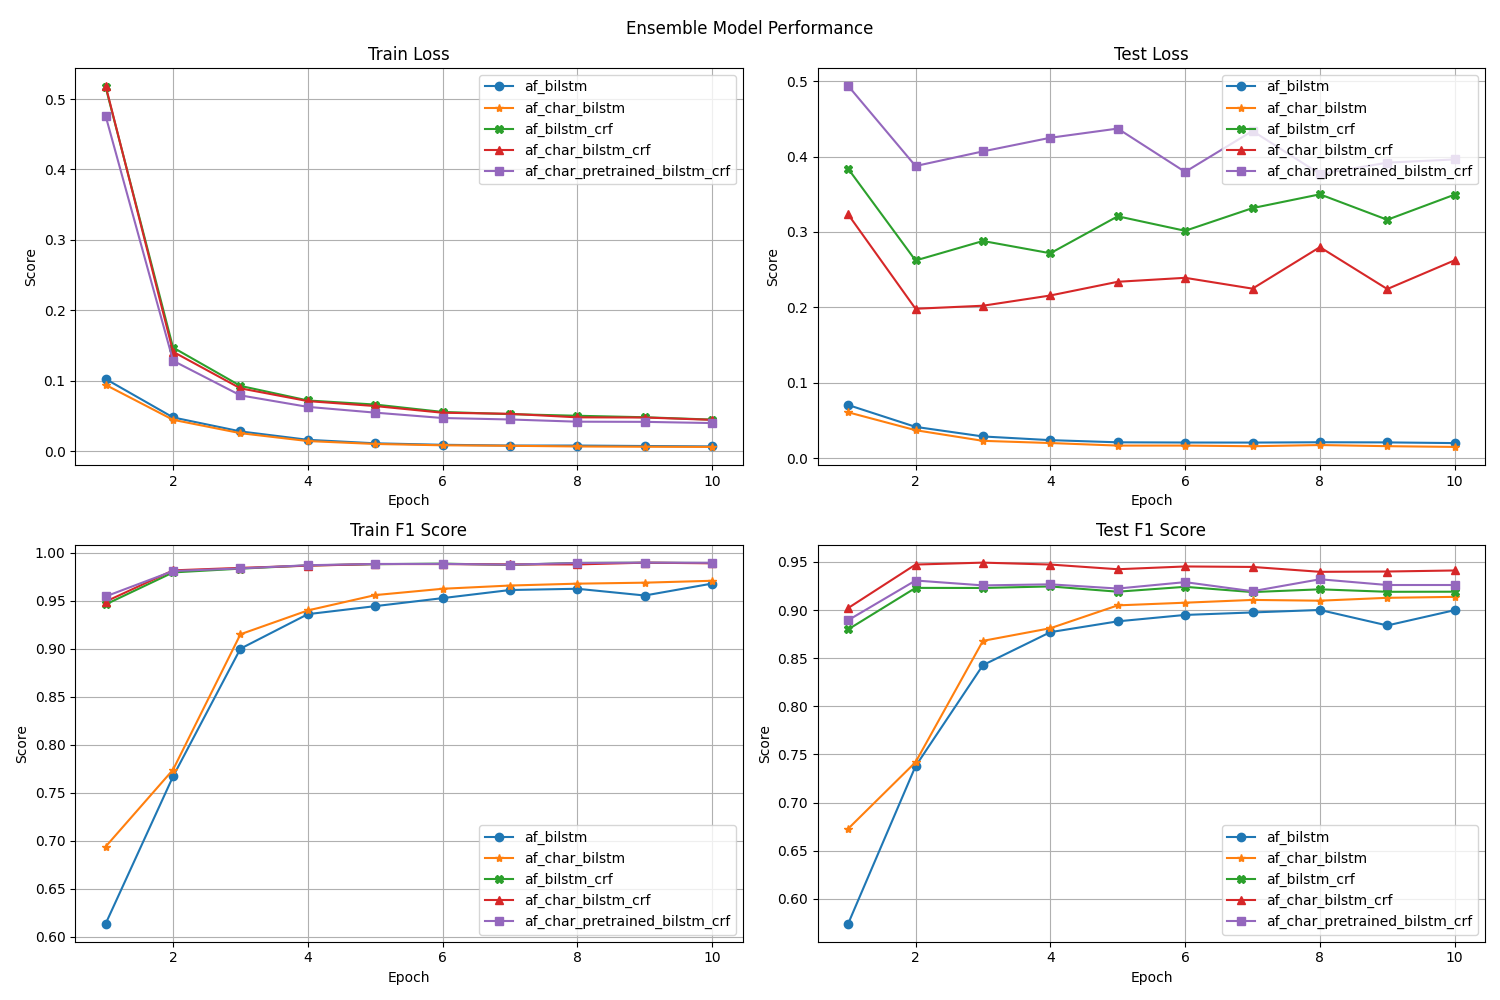 Ensemble Model Performance
Train Loss
Score
0.5
0.4
0.3
0.2
0.1
0.0
2
4
6
8
10
Epoch
af_bilstm
af_char_bilstm
af_bilstm_crf
af_char_bilstm_crf
af_char_pretrained_bilstm_crf
Test Loss
Score
0.5
0.4
0.3
0.2
0.1
0.0
2
4
6
8
10
Epoch
af_bilstm
af_char_bilstm
af_bilstm_crf
af_char_bilstm_crf
af_char_pretrained_bilstm_crf
Train F1 Score
Score
1.00
0.95
0.90
0.85
0.80
0.75
0.70
0.65
0.60
2
4
6
8
10
Epoch
af_bilstm
af_char_bilstm
af_bilstm_crf
af_char_bilstm_crf
af_char_pretrained_bilstm_crf
Test F1 Score
Score
0.95
0.90
0.85
0.80
0.75
0.70
0.65
0.60
2
4
6
8
10
Epoch
af_bilstm
af_char_bilstm
af_bilstm_crf
af_char_bilstm_crf
af_char_pretrained_bilstm_crf